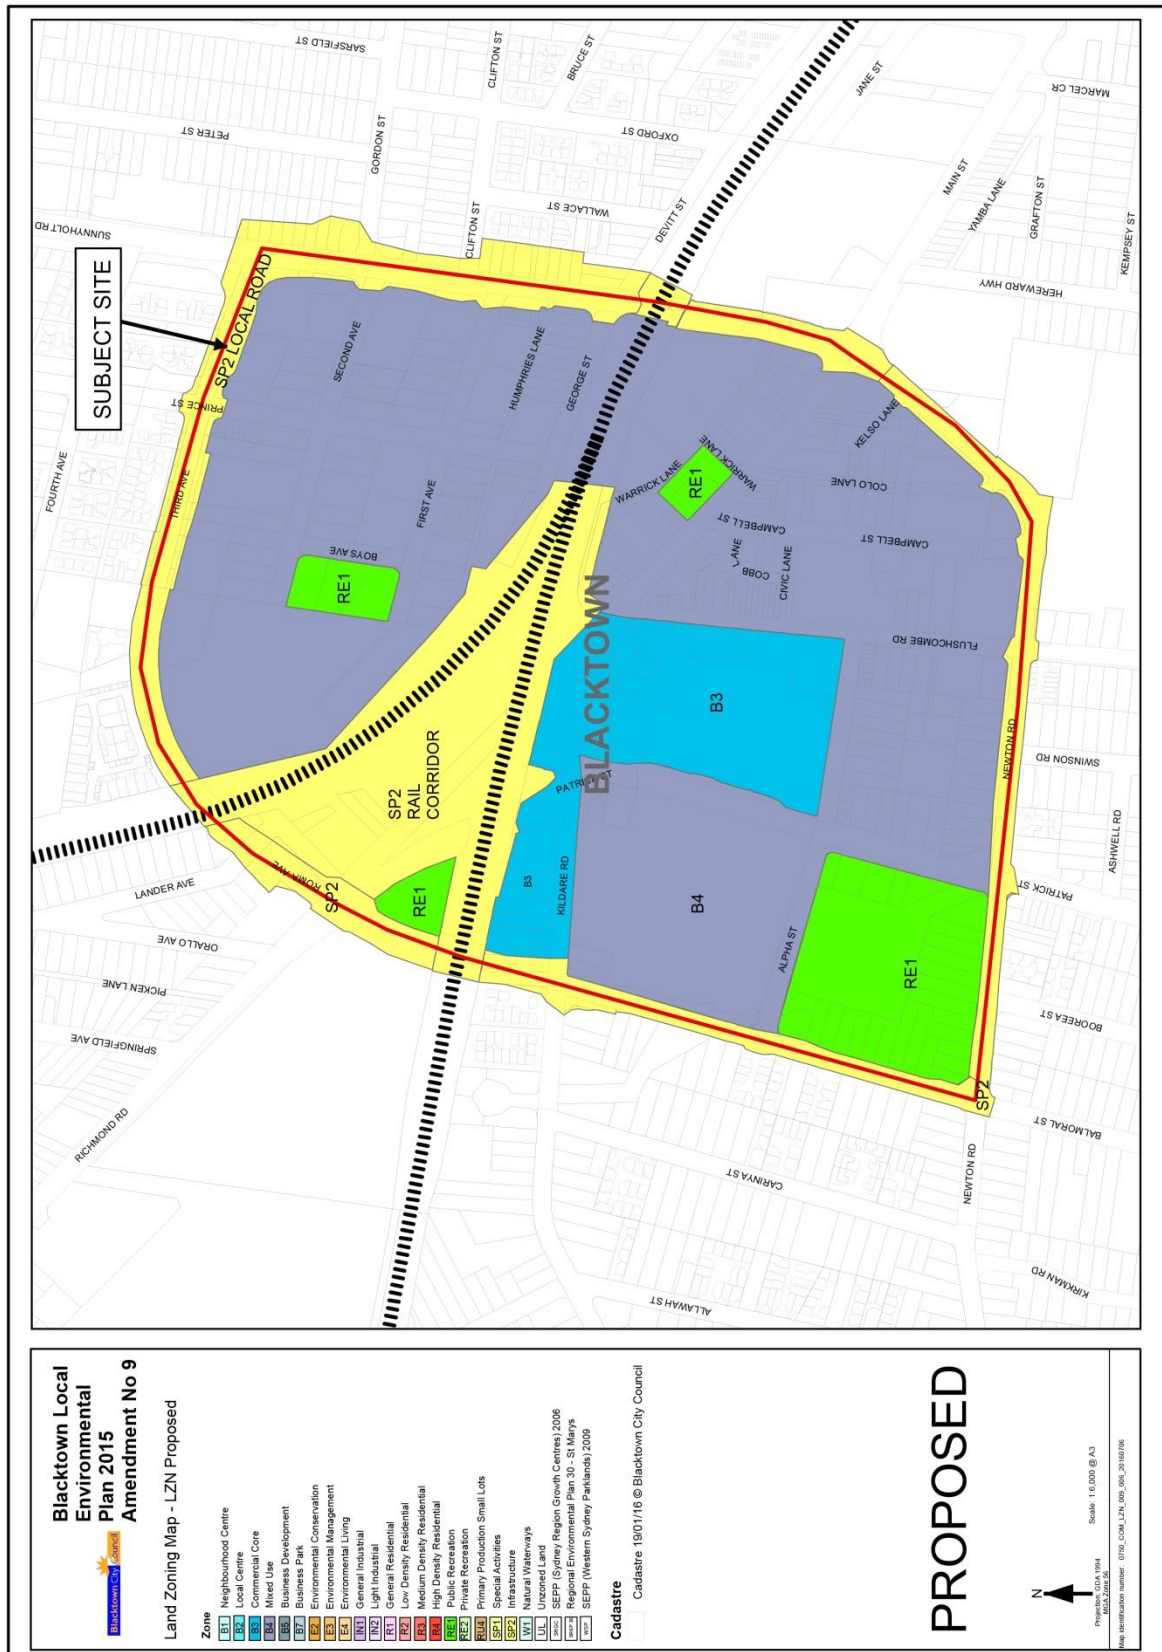 Blacktown Local
Environmental
Plan 2015
Amendment No 9
Blacktown City Council
Land Zoning Map - LZN Proposed
Zone
B1 Neighbourhood Centre
B2 Local Centre
B3 Commercial Core
B4 Mixed Use
B5 Business Development
B7 Business Park
E2 Environmental Conservation
E3 Environmental Management
E4 Environmental Living
IN1 General Industrial
IN2 Light Industrial
R1 General Residential
R2 Low Density Residential
R3 Medium Density Residential
R4 High Density Residential
RE1 Public Recreation
RE2 Private Recreation
RU4 Primary Production Small Lots
SP1 Special Activities
SP2 Infrastructure
W1 Natural Waterways
UL Unzoned Land
SEPP (Sydney Region Growth Centres) 2006
Regional Environmental Plan 30 - St Marys
WSP SEPP (Western Sydney Parklands) 2009
Cadastre
Cadastre 19/01/16 © Blacktown City Council
PROPOSED
N
Projection: GDA 1994
MGA Zone 56
Scale: 1:6,000 @ A3
Map identification number: 0750_COM_LZN_009_006_20160706
SUBJECT SITE
SP2 LOCAL ROAD
SUNNYHOLT RD
PETER ST
SARSFIELD ST
GORDON ST
CLIFTON ST
CLIFTON ST
BRUCE ST
OXFORD ST
WALLACE ST
DEVITT ST
JANE ST
MARCEL CR
MAIN ST
YAMBA LANE
GRAFTON ST
KEMPSEY ST
HEREWARD HWY
FOURTH AVE
PRINCE ST
THIRD AVE
SECOND AVE
FIRST AVE
BOYS AVE
RE1
HUMPHRIES LANE
GEORGE ST
WARRICK LANE
WARRICK LANE
RE1
KELSO LANE
COLO LANE
CAMPBELL ST
CAMPBELL ST
COBB LANE
CIVIC LANE
FLUSHCOMBE RD
BLACKTOWN
B3
SP2
RAIL
CORRIDOR
PATRICK ST
B3
KILDARE RD
B4
ALPHA ST
RE1
RE1
SP2
ROMA AVE
LANDER AVE
ORALLO AVE
PICKEN LANE
SPRINGFIELD AVE
RICHMOND RD
NEWTON RD
SWINSON RD
ASHWELL RD
PATRICK ST
BOOREEA ST
BALMORAL ST
SP2
NEWTON RD
CARINYA ST
KIRKMAN RD
ALLAWAH ST